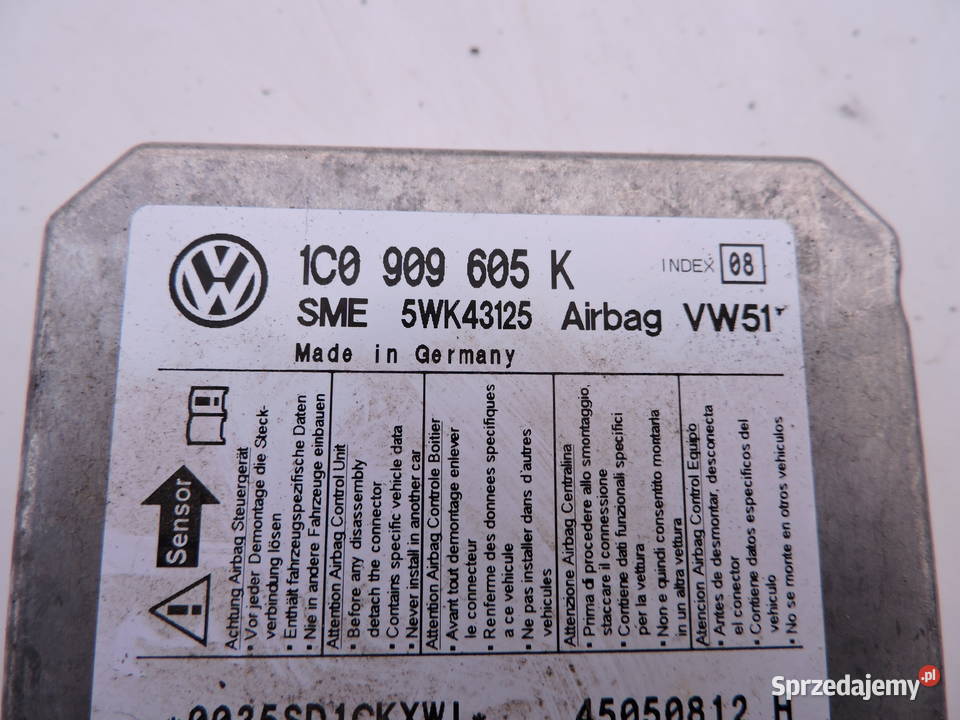 1C0 909 605 K INDEX 08
SME 5WK43125 Airbag VW51
Made in Germany
Sensor
Achtung Airbag Steuergerät
• Vor jeder Demontage die Steck-
verbindung lösen
• Enthält fahrzeugspezifische Daten
• Nie in andere Fahrzeuge einbauen
Attention Airbag Control Unit
• Before any disassembly
detach the connector
• Contains specific vehicle data
• Never install in another car
Attention Airbag Controle Boitier
• Avant tout demontage enlever
le connecteur
• Renferme des donnees specifiques
a ce vehicule
• Ne pas installer dans d'autres
vehicules
Attenzione Airbag Centralina
• Prima di procedere allo smontaggio,
staccare il connessione
• Contiene dati funzionali specifici
per la vettura
• Non e quindi consentito montarla
in un altra vettura
Atencion Airbag Control Equipo
• Antes de desmontar, desconecta
el conector
• Contiene datos especificos del
vehiculo
• No se monte en otros vehiculos
45050812 H
Sprzedajemy.pl